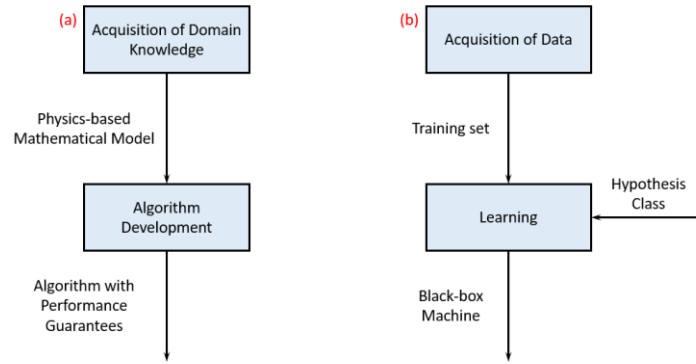 (a)
Acquisition of Domain
Knowledge
Physics-based
Mathematical Model
Algorithm
Development
Algorithm with
Performance
Guarantees
(b)
Acquisition of Data
Training set
Learning
Hypothesis
Class
Black-box
Machine